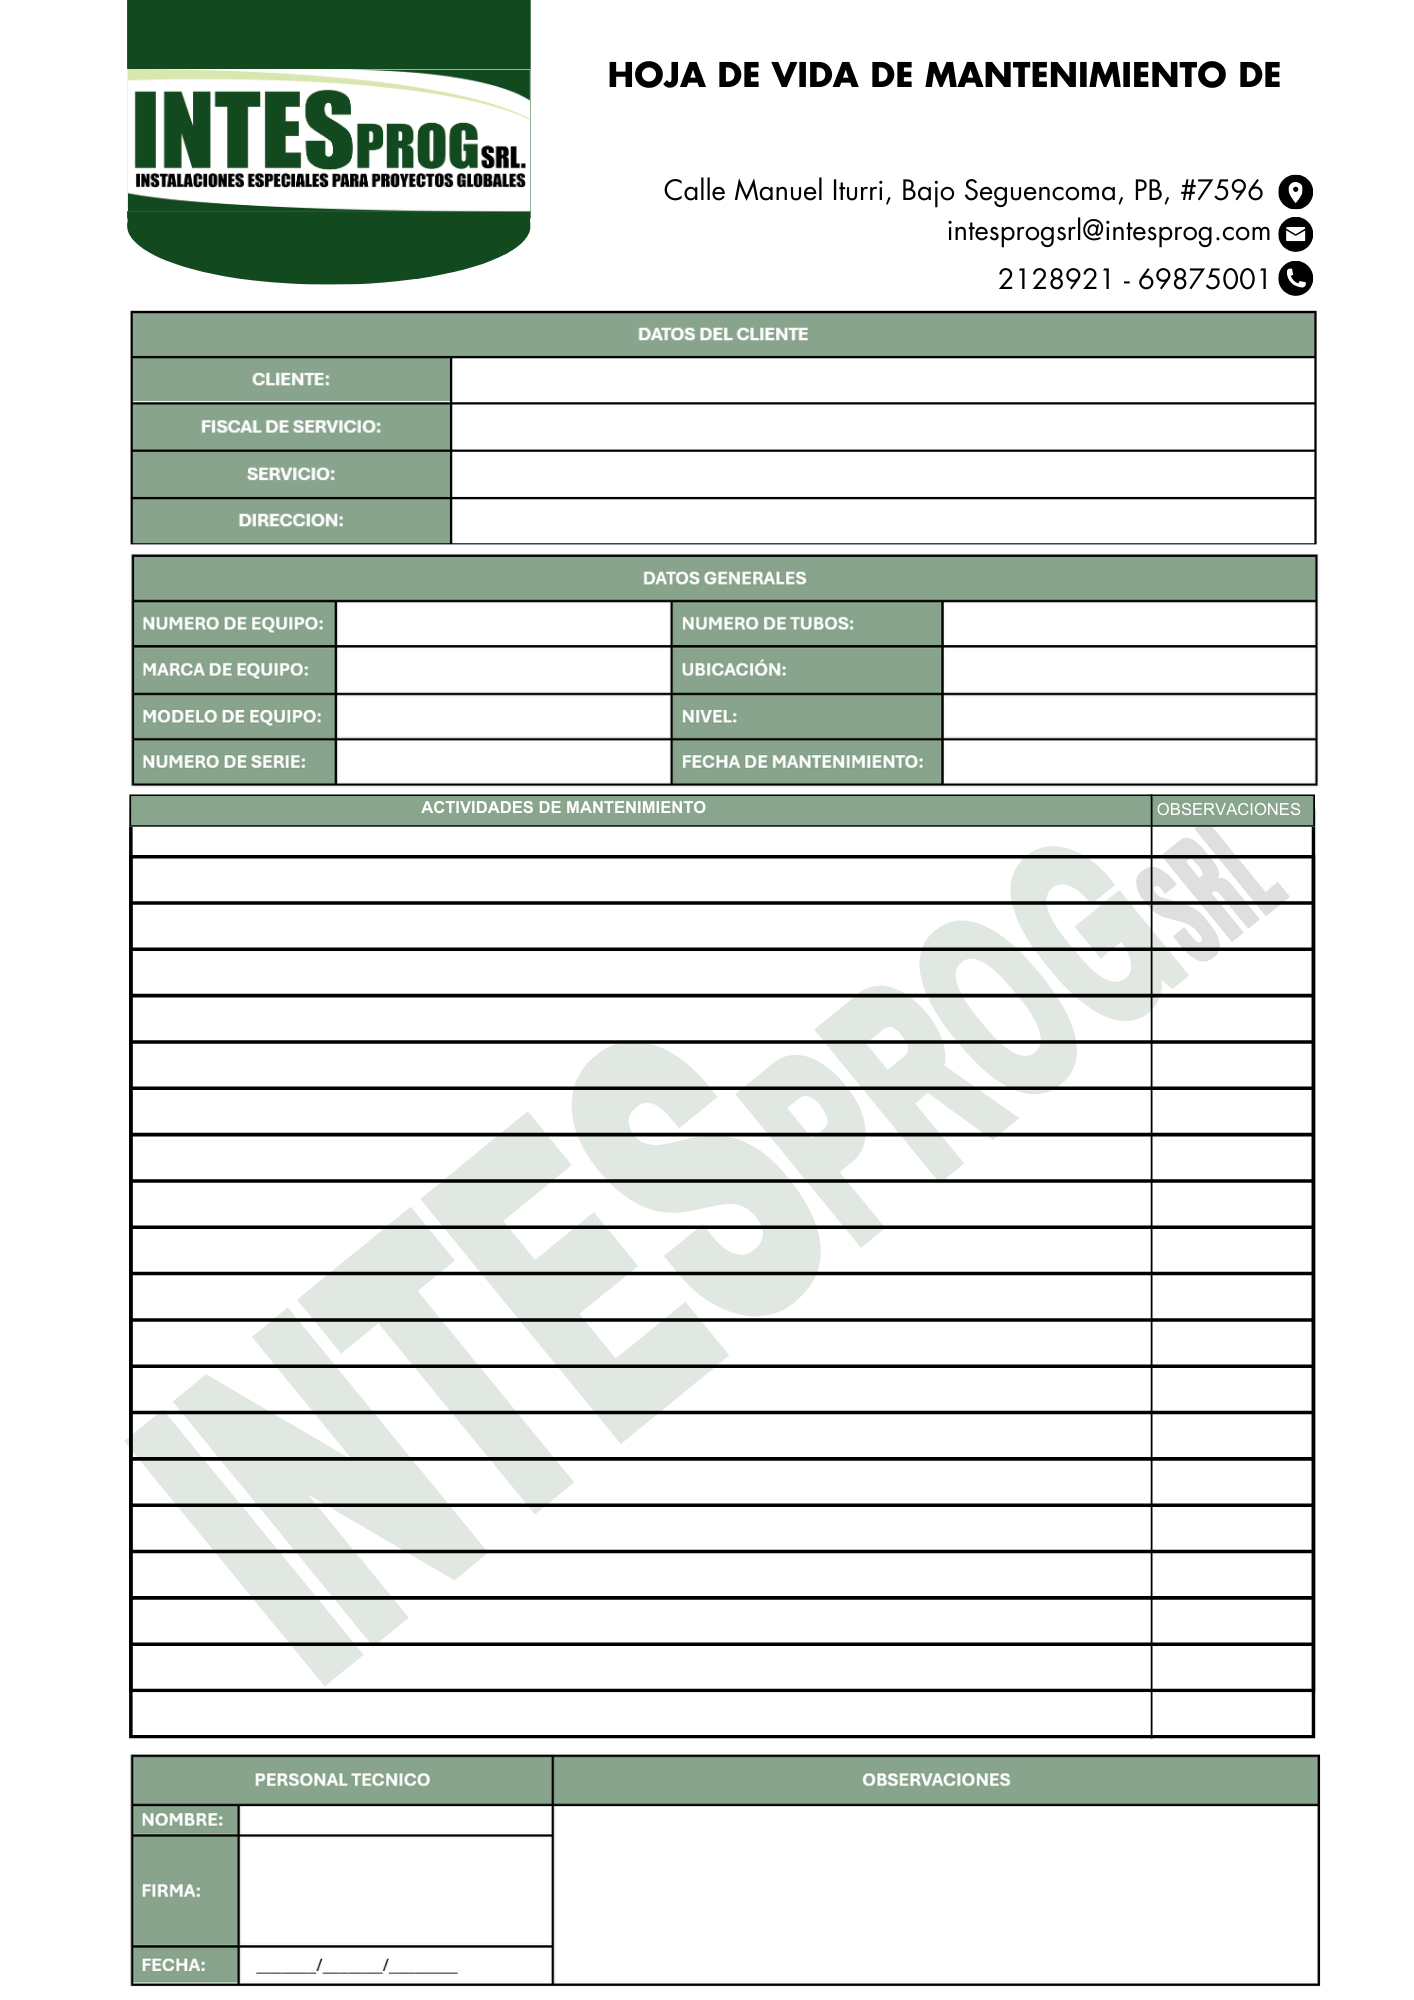 INTESPROG SRL.
INSTALACIONES ESPECIALES PARA PROYECTOS GLOBALES
HOJA DE VIDA DE MANTENIMIENTO DE
Calle Manuel Iturri, Bajo Seguencoma, PB, #7596
intesprogsrl@intesprog.com
2128921 - 69875001
DATOS DEL CLIENTE
CLIENTE:
FISCAL DE SERVICIO:
SERVICIO:
DIRECCION:
DATOS GENERALES
NUMERO DE EQUIPO: NUMERO DE TUBOS:
MARCA DE EQUIPO: UBICACIÓN:
MODELO DE EQUIPO: NIVEL:
NUMERO DE SERIE: FECHA DE MANTENIMIENTO:
ACTIVIDADES DE MANTENIMIENTO OBSERVACIONES
INTESPROG SRL
PERSONAL TECNICO OBSERVACIONES
NOMBRE:
FIRMA:
FECHA: ______/______/_______